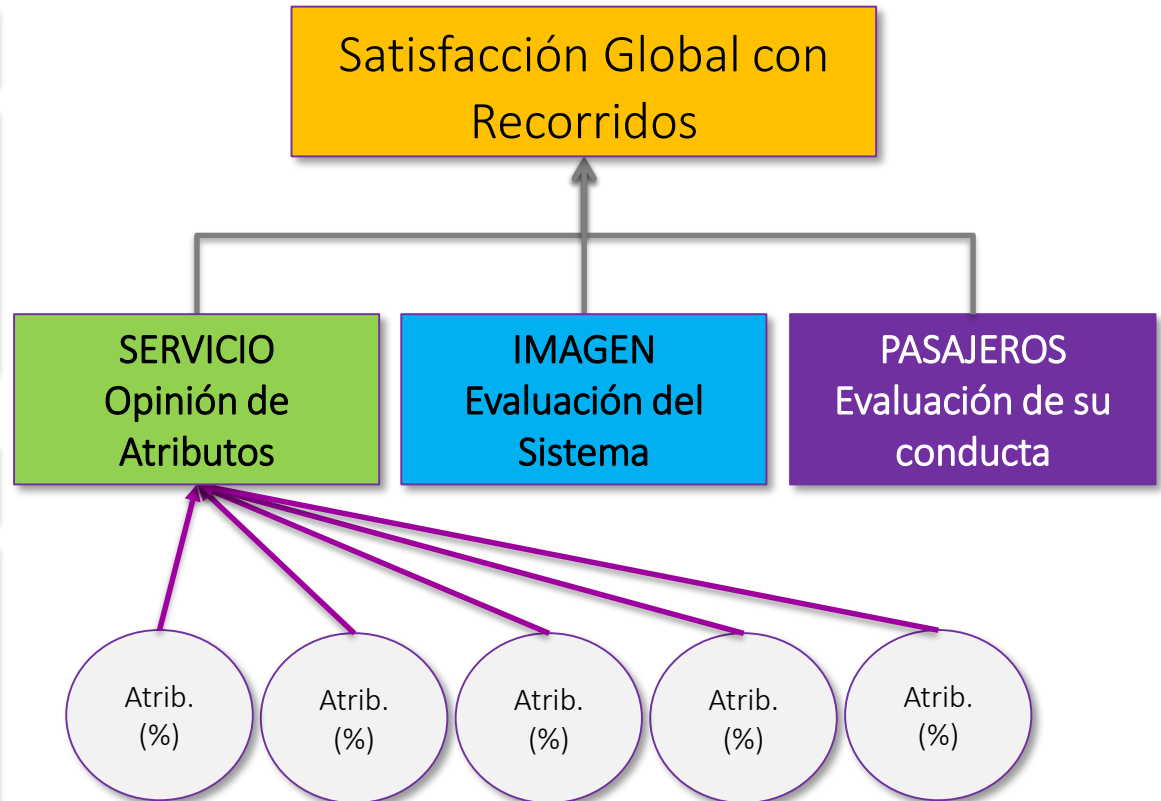 Satisfacción Global con
Recorridos
SERVICIO
Opinión de
Atributos
IMAGEN
Evaluación del
Sistema
PASAJEROS
Evaluación de su
conducta
Atrib.
(%)
Atrib.
(%)
Atrib.
(%)
Atrib.
(%)
Atrib.
(%)